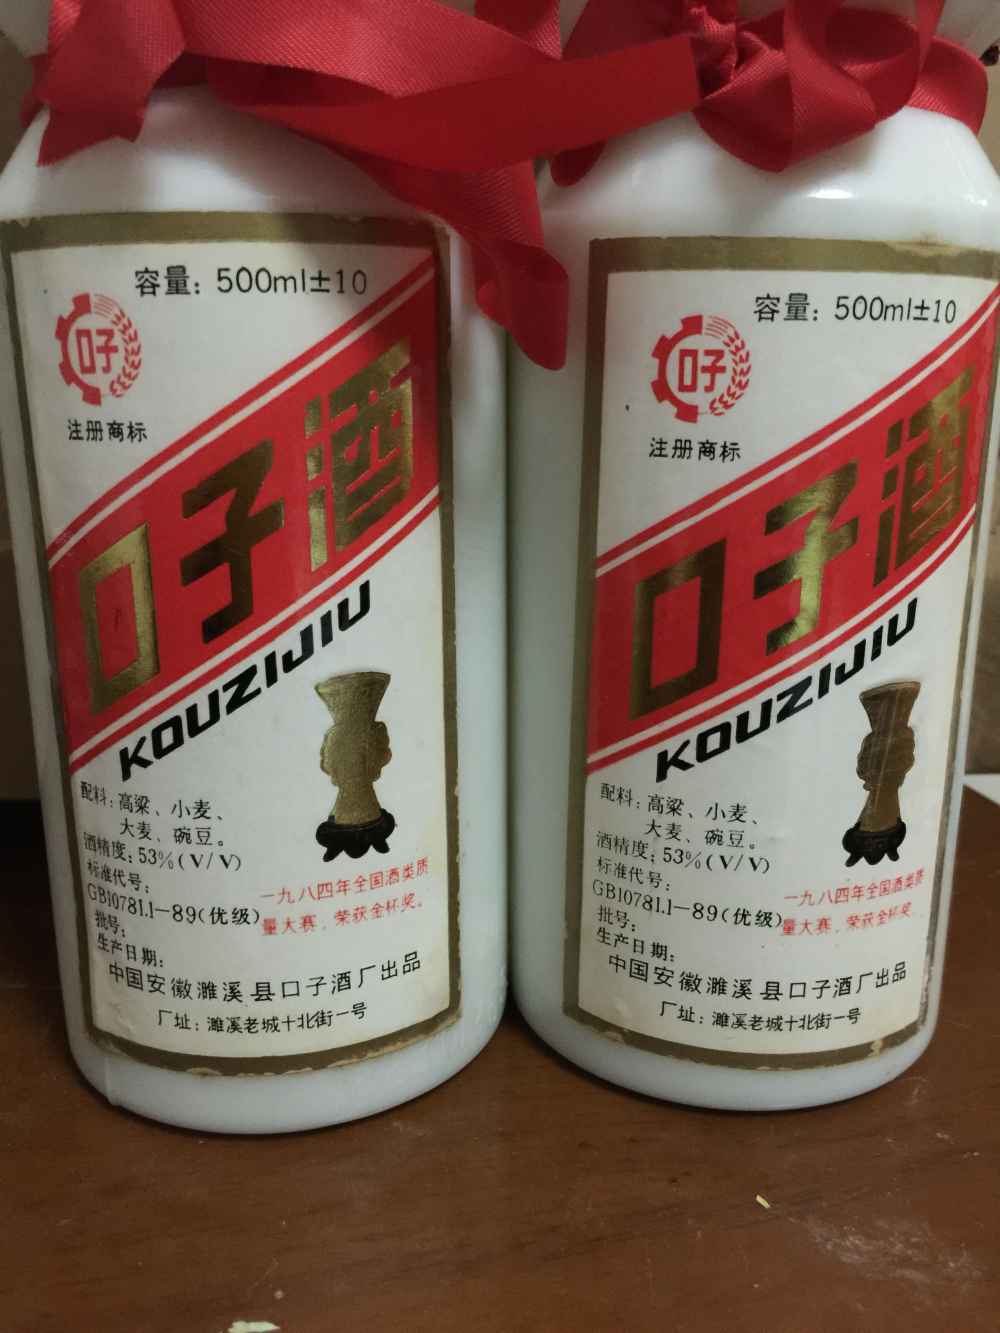 容量：500ml±10
口子
注册商标
口子酒
KOUZIJIU
配料：高粱、小麦、
大麦、碗豆。
酒精度：53%(V/V)
标准代号：
GB10781.1—89(优级)
批号：
生产日期：
一九八四年全国酒类质
量大赛，荣获金杯奖。
中国安徽濉溪县口子酒厂出品
厂址：濉溪老城十北街一号
容量：500ml±10
口子
注册商标
口子酒
KOUZIJIU
配料：高粱、小麦、
大麦、碗豆。
酒精度：53%(V/V)
标准代号：
GB10781.1—89(优级)
批号：
生产日期：
一九八四年全国酒类质
量大赛，荣获金杯奖
中国安徽濉溪县口子酒厂出品
厂址：濉溪老城十北街一号